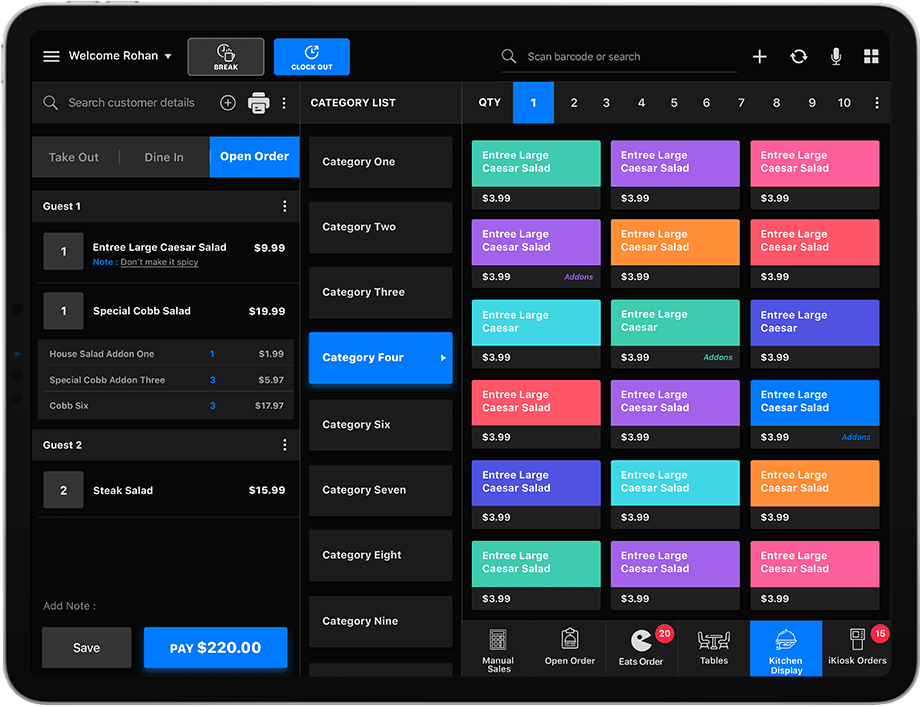 Welcome Rohan
BREAK
CLOCK OUT
Scan barcode or search
Search customer details
CATEGORY LIST
QTY 1 2 3 4 5 6 7 8 9 10
Take Out
Dine In
Open Order
Guest 1
1 Entree Large Caesar Salad $9.99
Note : Don't make it spicy
1 Special Cobb Salad $19.99
House Salad Addon One 1 $1.99
Special Cobb Addon Three 3 $5.97
Cobb Six 3 $17.97
Guest 2
2 Steak Salad $15.99
Add Note :
Save
PAY $220.00
Category One
Category Two
Category Three
Category Four
Category Six
Category Seven
Category Eight
Category Nine
Entree Large
Caesar Salad
$3.99
Entree Large
Caesar Salad
$3.99
Entree Large
Caesar Salad
$3.99
Entree Large
Caesar Salad
$3.99 Addons
Entree Large
Caesar Salad
$3.99
Entree Large
Caesar Salad
$3.99
Entree Large
Caesar
$3.99
Entree Large
Caesar
$3.99 Addons
Entree Large
Caesar
$3.99
Entree Large
Caesar Salad
$3.99
Entree Large
Caesar Salad
$3.99
Entree Large
Caesar Salad
$3.99 Addons
Entree Large
Caesar Salad
$3.99
Entree Large
Caesar Salad
$3.99
Entree Large
Caesar Salad
$3.99
Entree Large
Caesar Salad
$3.99
Entree Large
Caesar Salad
$3.99
Entree Large
Caesar Salad
$3.99
Manual
Sales
Open Order
20
Eats Order
Tables
Kitchen
Display
15
iKiosk Orders